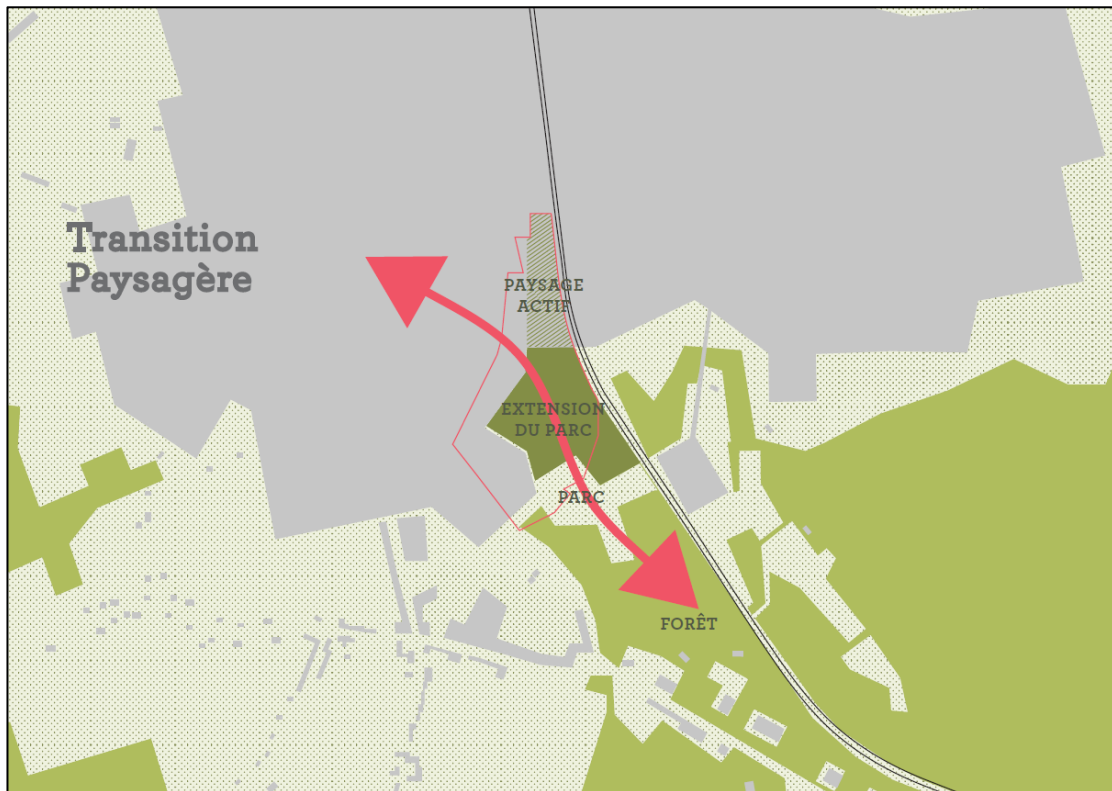 Transition
Paysagère
PAYSAGE
ACTIF
EXTENSION
DU PARC
PARC
FORÊT